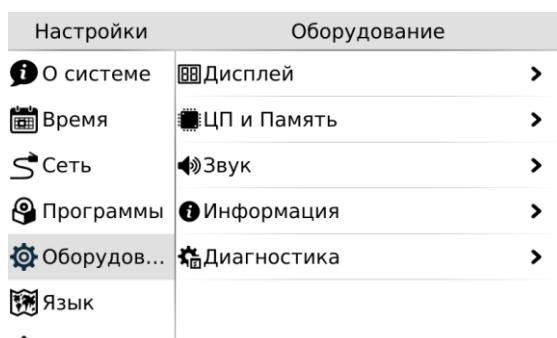 Настройки
О системе
Время
Сеть
Программы
Оборудов...
Язык
Оборудование
Дисплей
ЦП и Память
Звук
Информация
Диагностика